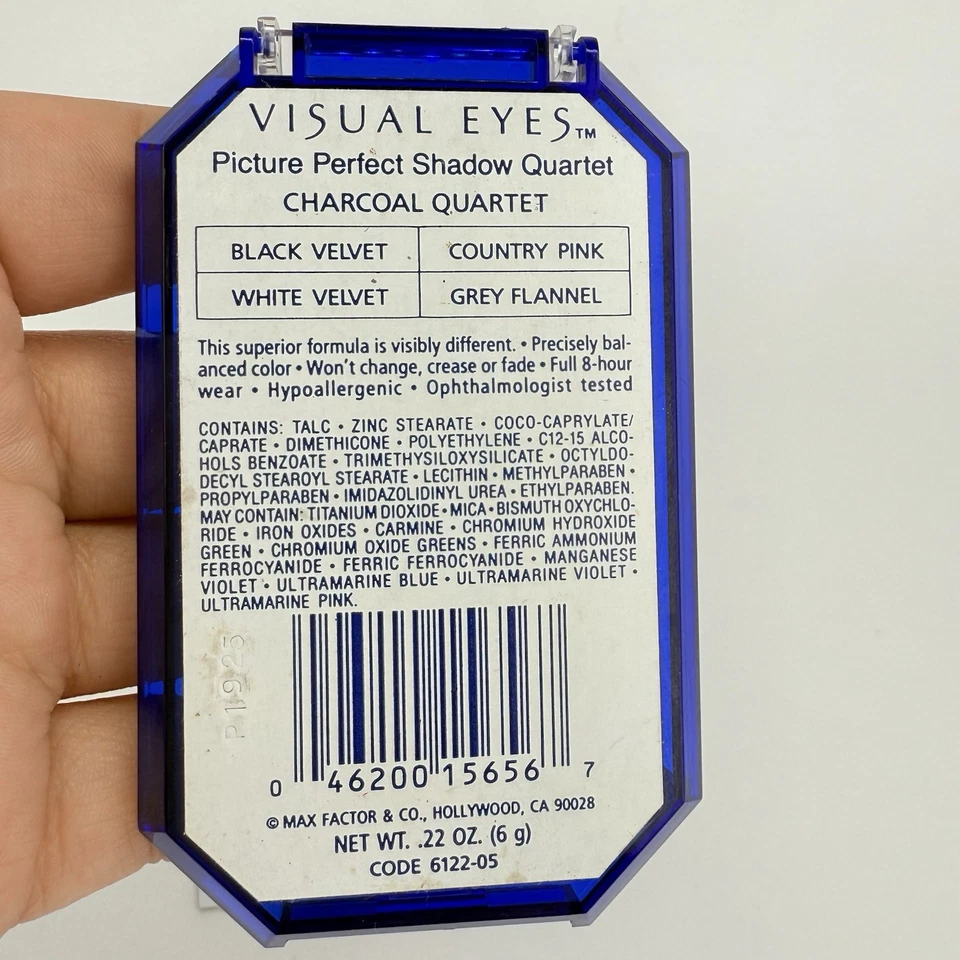 VISUAL EYES™
Picture Perfect Shadow Quartet
CHARCOAL QUARTET
BLACK VELVET COUNTRY PINK
WHITE VELVET GREY FLANNEL
This superior formula is visibly different. • Precisely bal-
anced color • Won't change, crease or fade • Full 8-hour
wear • Hypoallergenic • Ophthalmologist tested
CONTAINS: TALC • ZINC STEARATE • COCO-CAPRYLATE/
CAPRATE • DIMETHICONE • POLYETHYLENE • C12-15 ALCO-
HOLS BENZOATE • TRIMETHYSILOXYSILICATE • OCTYLDO-
DECYL STEAROYL STEARATE • LECITHIN • METHYLPARABEN •
PROPYLPARABEN • IMIDAZOLIDINYL UREA • ETHYLPARABEN.
MAY CONTAIN: TITANIUM DIOXIDE • MICA • BISMUTH OXYCHLO-
RIDE • IRON OXIDES • CARMINE • CHROMIUM HYDROXIDE
GREEN • CHROMIUM OXIDE GREENS • FERRIC AMMONIUM
FERROCYANIDE • FERRIC FERROCYANIDE • MANGANESE
VIOLET • ULTRAMARINE BLUE • ULTRAMARINE VIOLET •
ULTRAMARINE PINK.
P1925
0 46200 15656 7
© MAX FACTOR & CO., HOLLYWOOD, CA 90028
NET WT. .22 OZ. (6 g)
CODE 6122-05